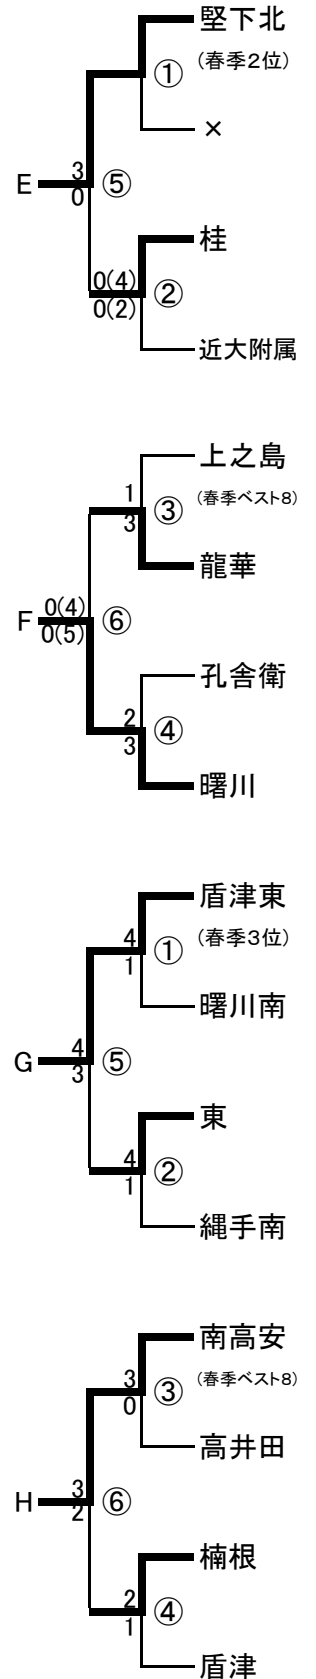 堅下北
(春季2位)
①
×
3
E ⑤
0
桂
0(4)
0(2) ②
近大附属
上之島
(春季ベスト8)
1
3 ③
龍華
0(4)
F ⑥
0(5)
孔舎衛
2
3 ④
曙川
盾津東
(春季3位)
4
1 ①
曙川南
4
G ⑤
3
東
4
1 ②
縄手南
南高安
(春季ベスト8)
3
0 ③
高井田
3
H ⑥
2
楠根
2
1 ④
盾津